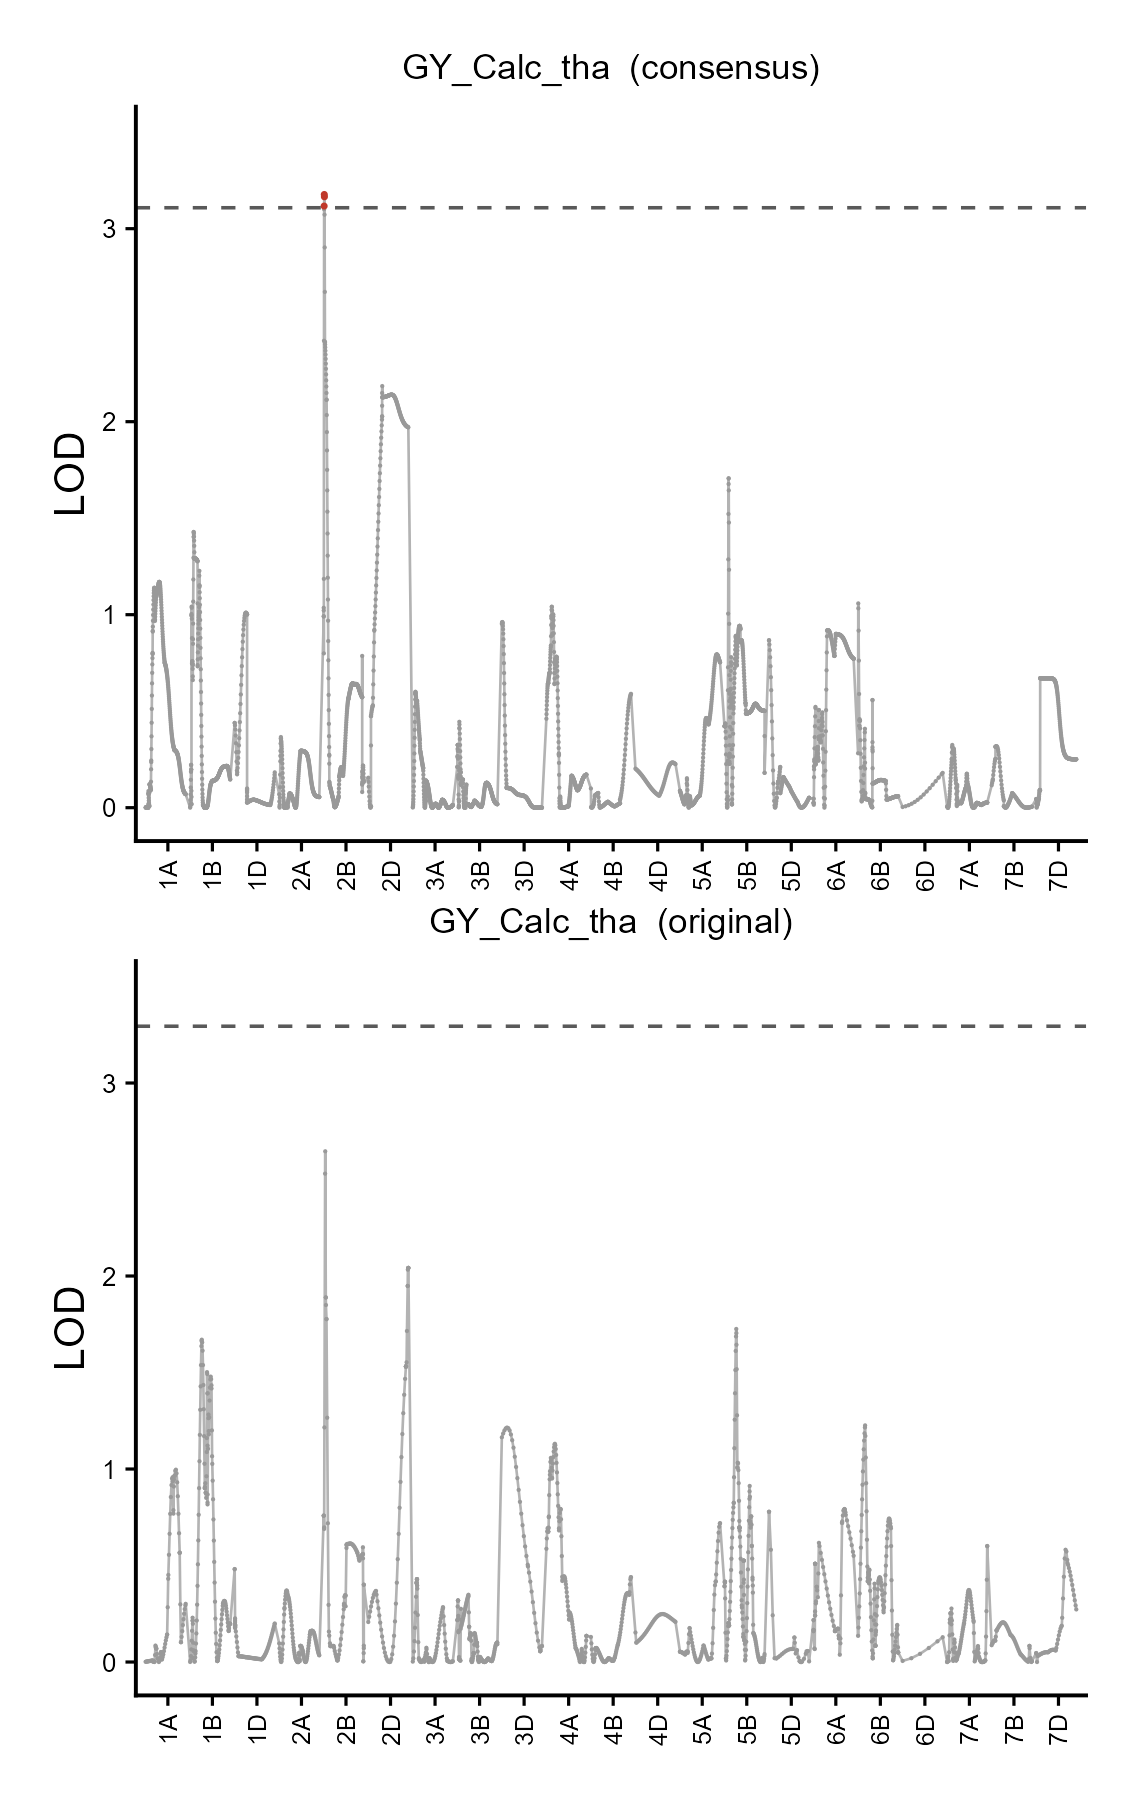 GY_Calc_tha (consensus)
3
2
1
0
LOD
1A 1B 1D 2A 2B 2D 3A 3B 3D 4A 4B 4D 5A 5B 5D 6A 6B 6D 7A 7B 7D
GY_Calc_tha (original)
3
2
1
0
LOD
1A 1B 1D 2A 2B 2D 3A 3B 3D 4A 4B 4D 5A 5B 5D 6A 6B 6D 7A 7B 7D